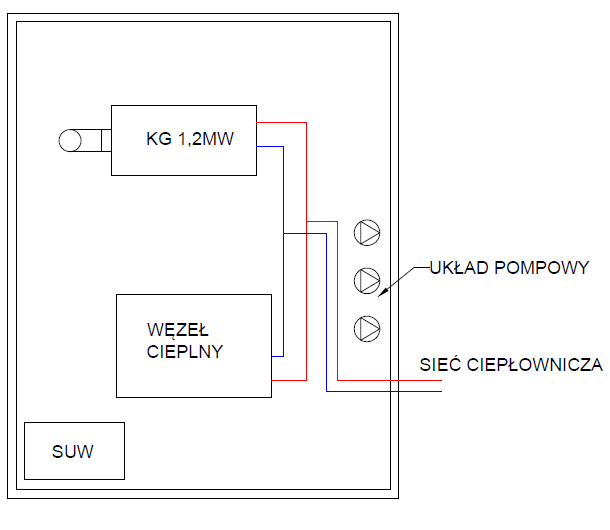 KG 1,2MW
UKŁAD POMPOWY
WĘZEŁ
CIEPLNY
SIEĆ CIEPŁOWNICZA
SUW